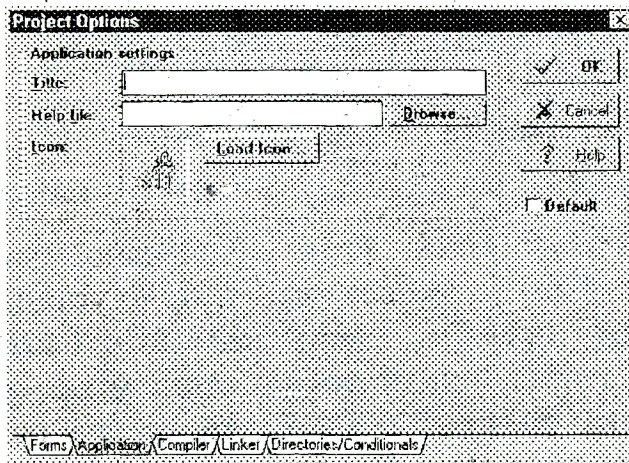 Project Options
Application settings
Title:
Help file:
Browse...
Icon:
Load Icon...
OK
Cancel
Help
Default
Forms
Application
Compiler
Linker
Directories/Conditionals